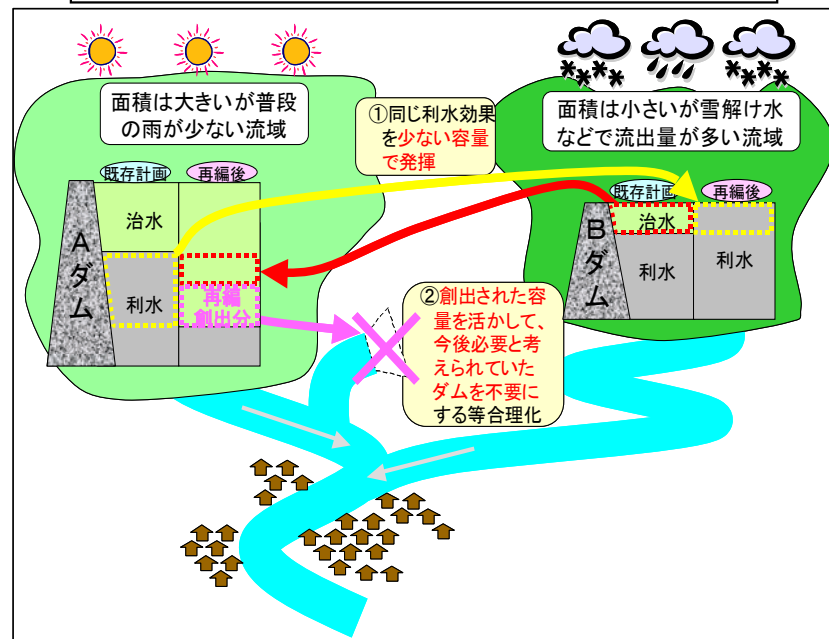 面積は大きいが普段
の雨が少ない流域
①同じ利水効果
を少ない容量
で発揮
面積は小さいが雪解け水
などで流出量が多い流域
既存計画
再編後
Aダム
治水
利水
再編
創出分
既存計画
再編後
Bダム
治水
利水
利水
②創出された容
量を活かして、
今後必要と考
えられていた
ダムを不要に
する等合理化